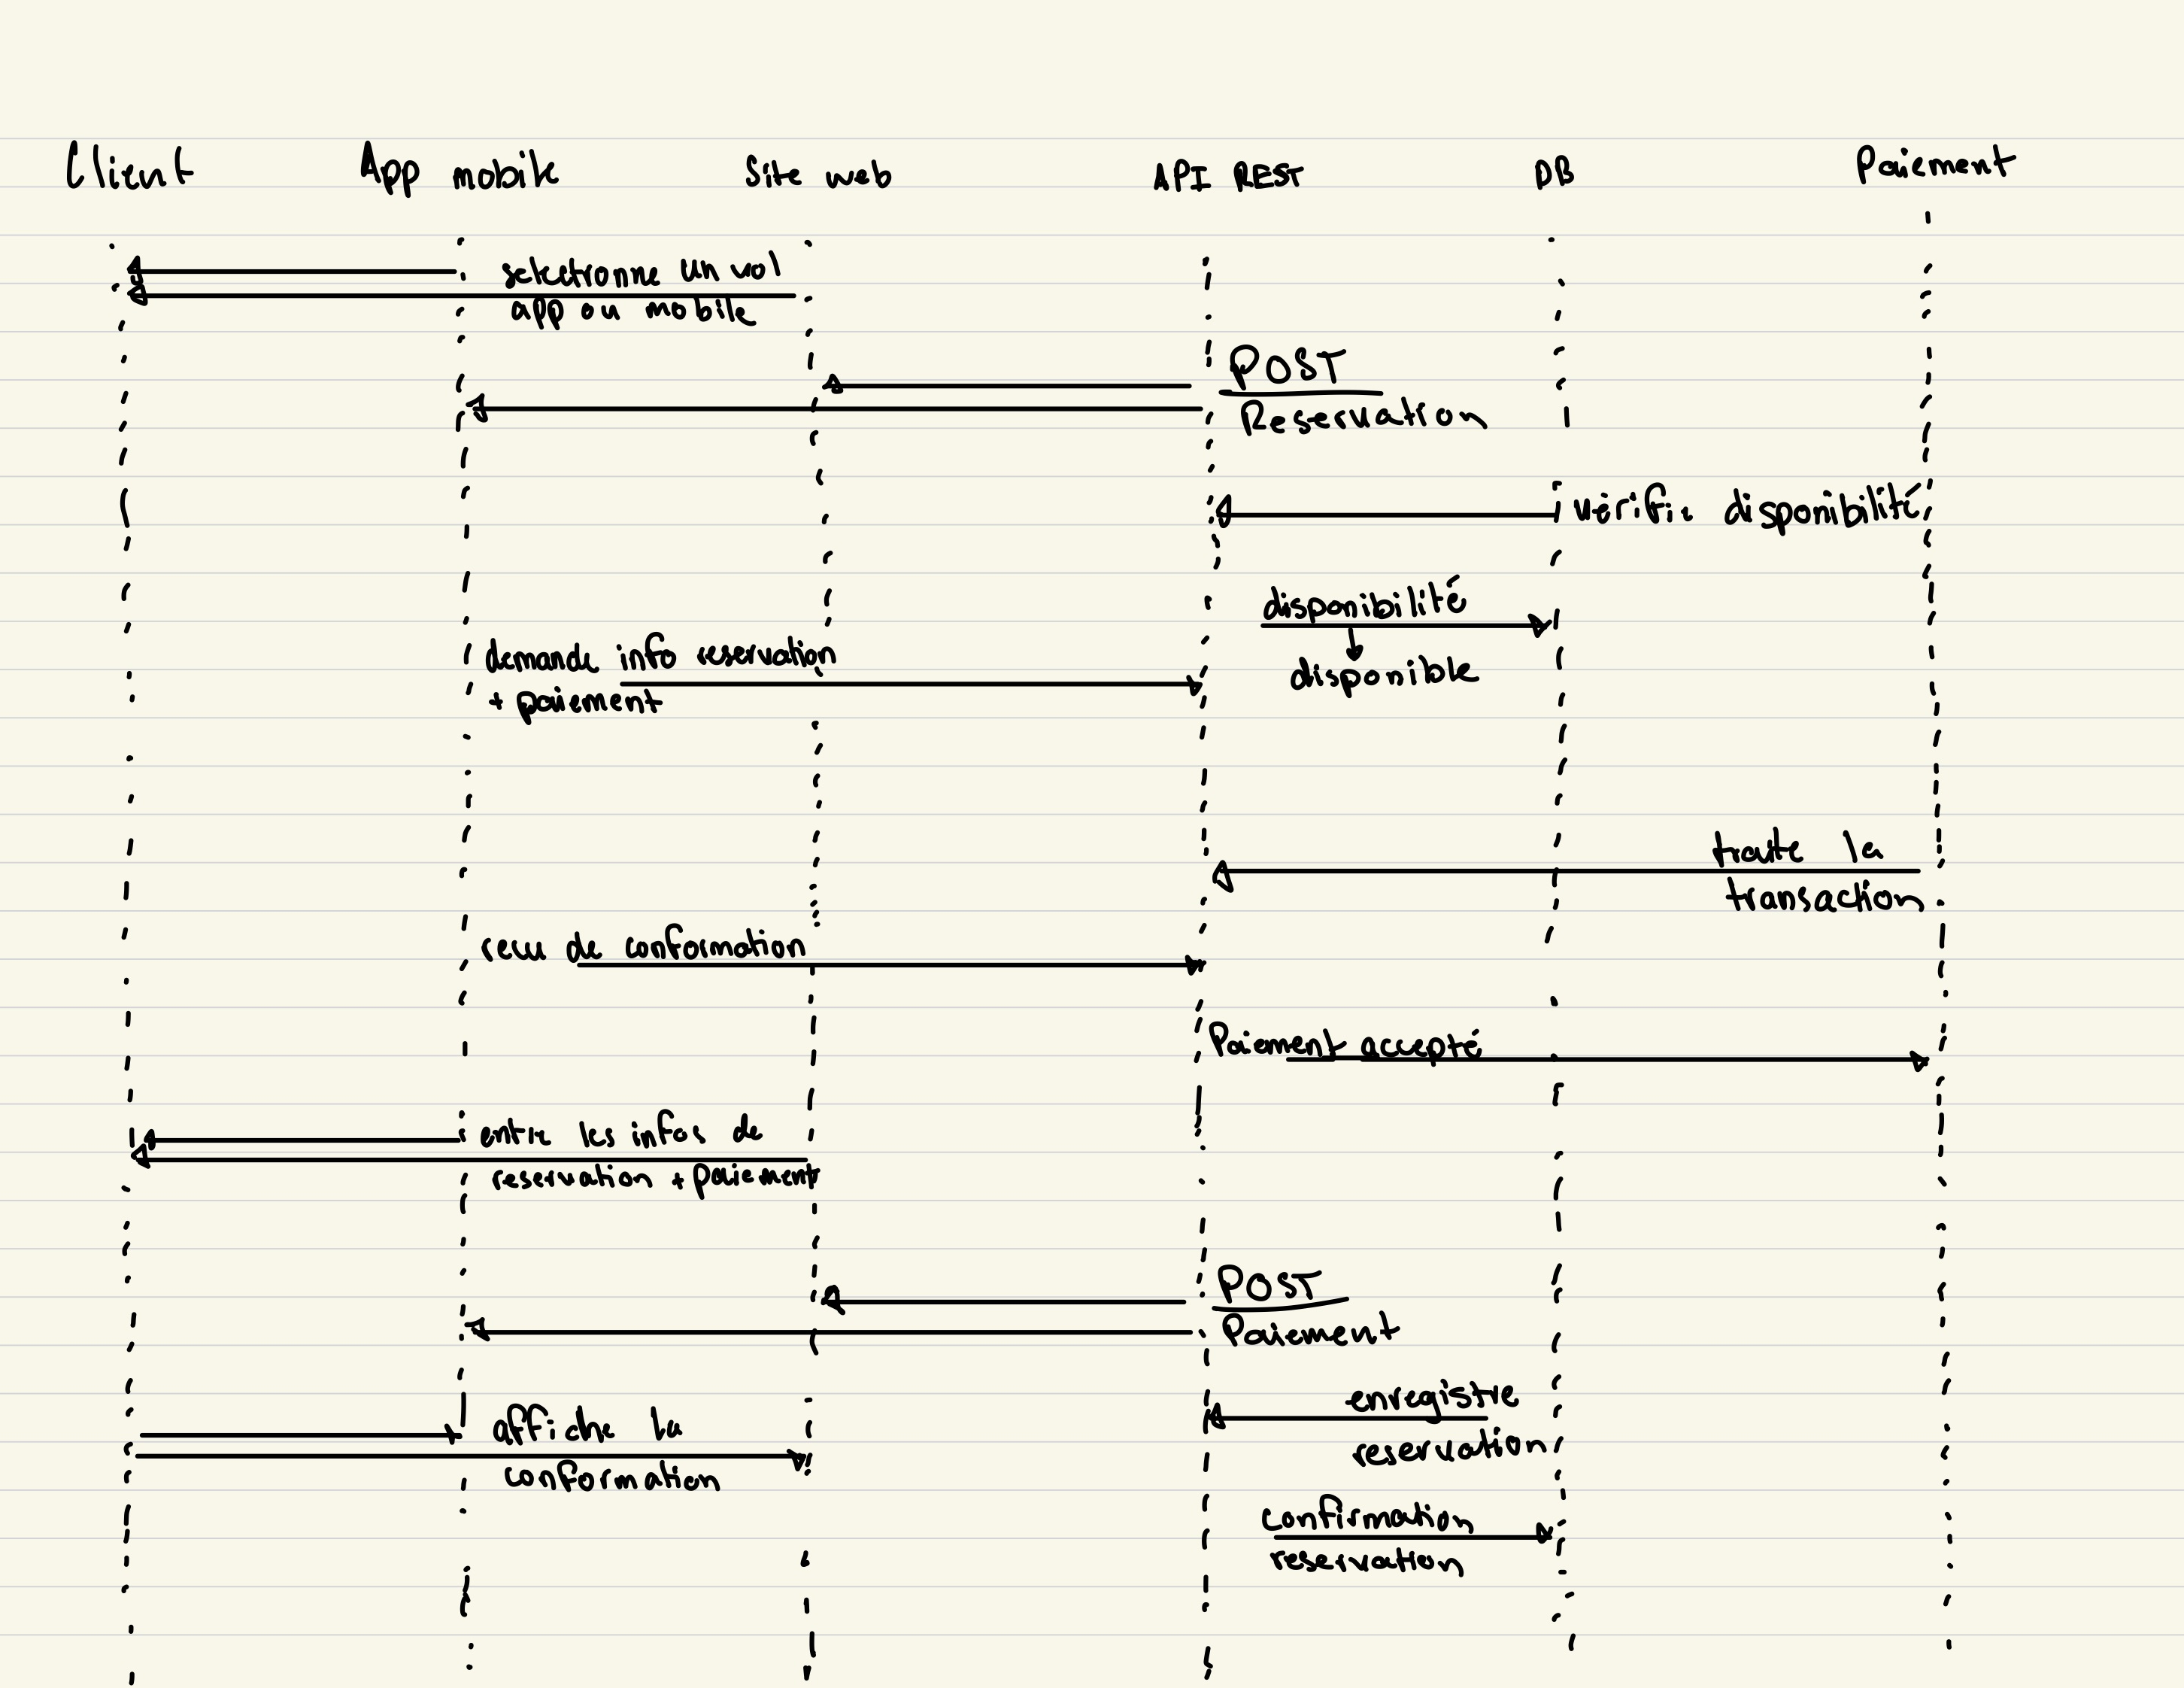 Client
App mobile
Site web
API REST
DB
Paiement
selectionne un vol
app ou mobile
POST
Reservation
vérifie disponibilité
disponibilité
disponible
demande info reservation
+ paiement
traite la
transaction
recu de conformation
Paiement accepté
entre les infos de
reservation + paiement
POST
Paiement
affiche la
conformation
enregistre
reservation
confirmation
reservation